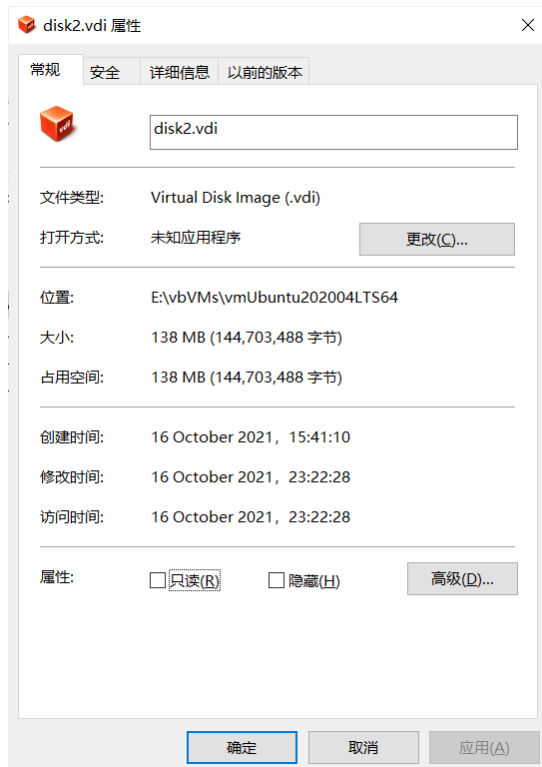 disk2.vdi 属性
常规 安全 详细信息 以前的版本
vdi
disk2.vdi
文件类型: Virtual Disk Image (.vdi)
打开方式: 未知应用程序 更改(C)...
位置: E:\vbVMs\vmUbuntu202004LTS64
大小: 138 MB (144,703,488 字节)
占用空间: 138 MB (144,703,488 字节)
创建时间: 16 October 2021，15:41:10
修改时间: 16 October 2021，23:22:28
访问时间: 16 October 2021，23:22:28
属性: 只读(R) 隐藏(H) 高级(D)...
确定 取消 应用(A)